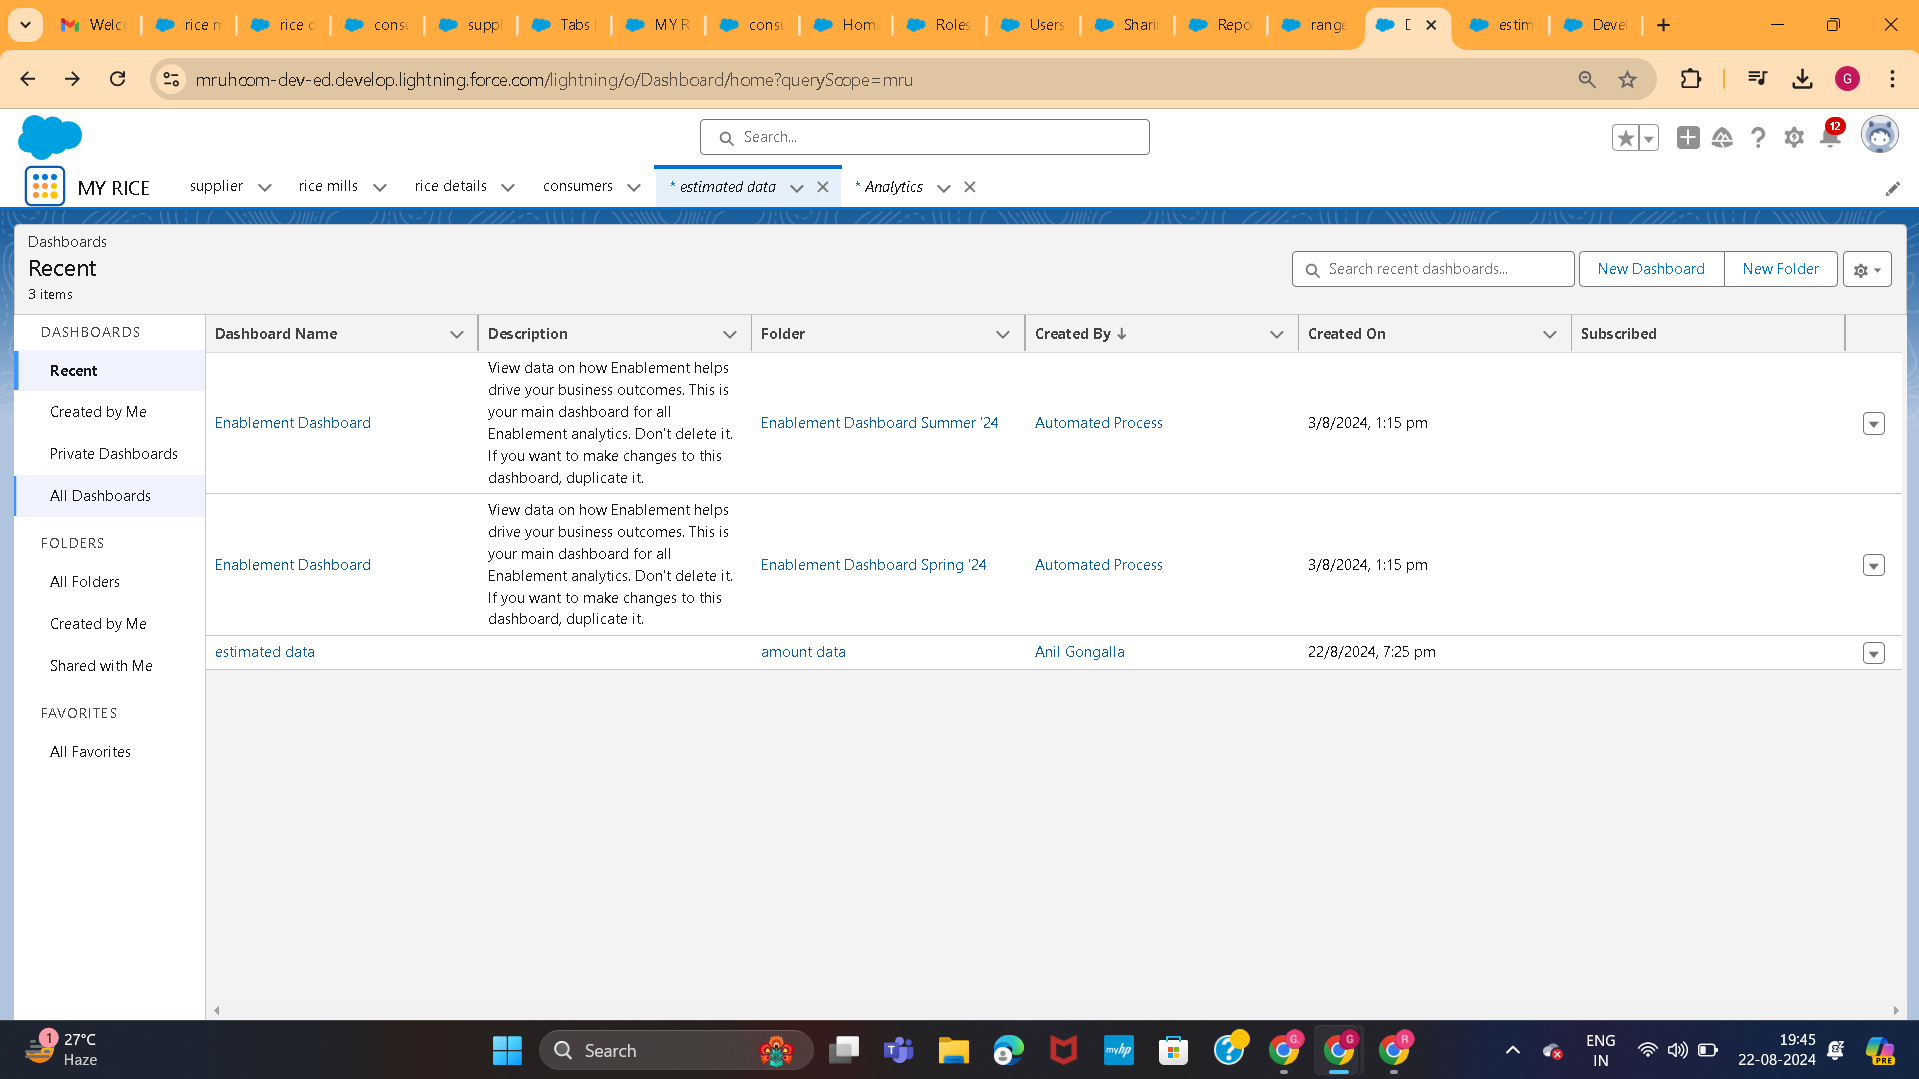 Welc
rice m
rice d
consu
suppl
Tabs
MY R
consu
Home
Roles
Users
Sharin
Repo
range
D
estim
Devel
mruhcom-dev-ed.develop.lightning.force.com/lightning/o/Dashboard/home?queryScope=mru
G
Search...
12
MY RICE
supplier
rice mills
rice details
consumers
* estimated data
* Analytics
Dashboards
Recent
3 items
Search recent dashboards...
New Dashboard
New Folder
DASHBOARDS
Recent
Created by Me
Private Dashboards
All Dashboards
FOLDERS
All Folders
Created by Me
Shared with Me
FAVORITES
All Favorites
Dashboard Name
Description
Folder
Created By
Created On
Subscribed
Enablement Dashboard
View data on how Enablement helps
drive your business outcomes. This is
your main dashboard for all
Enablement analytics. Don't delete it.
If you want to make changes to this
dashboard, duplicate it.
Enablement Dashboard Summer '24
Automated Process
3/8/2024, 1:15 pm
Enablement Dashboard
View data on how Enablement helps
drive your business outcomes. This is
your main dashboard for all
Enablement analytics. Don't delete it.
If you want to make changes to this
dashboard, duplicate it.
Enablement Dashboard Spring '24
Automated Process
3/8/2024, 1:15 pm
estimated data
amount data
Anil Gongalla
22/8/2024, 7:25 pm
1
27°C
Haze
Search
myhp
G
G
R
ENG
IN
19:45
22-08-2024
PRE